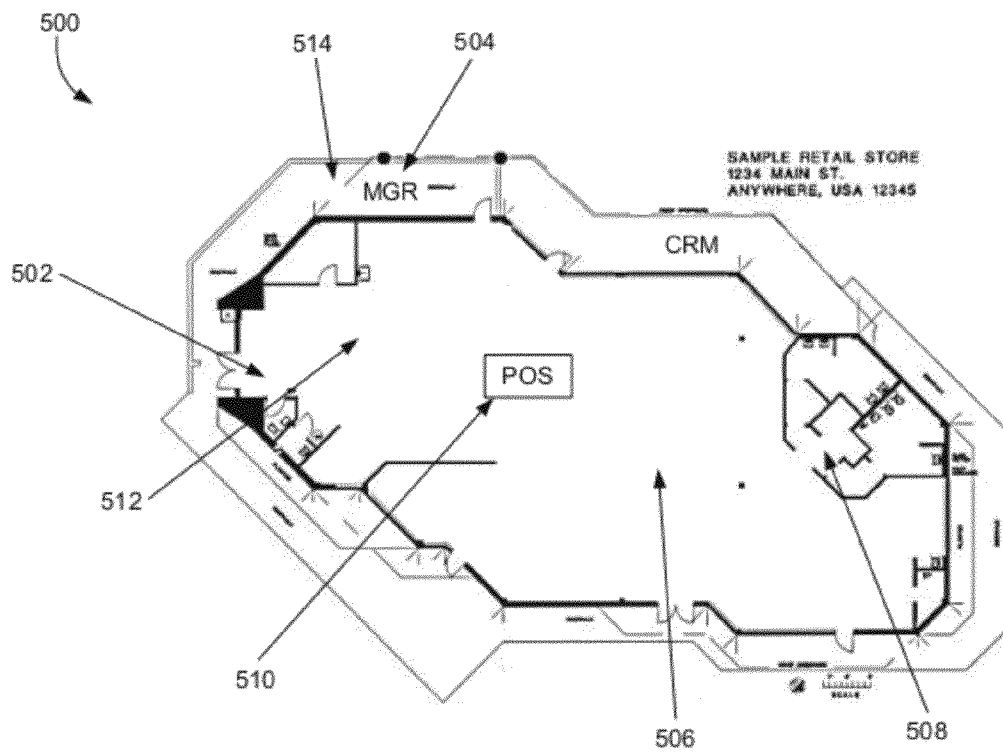 500
514
504
SAMPLE RETAIL STORE
1234 MAIN ST.
ANYWHERE, USA 12345
MGR
CRM
502
POS
512
510
SCALE
506
508